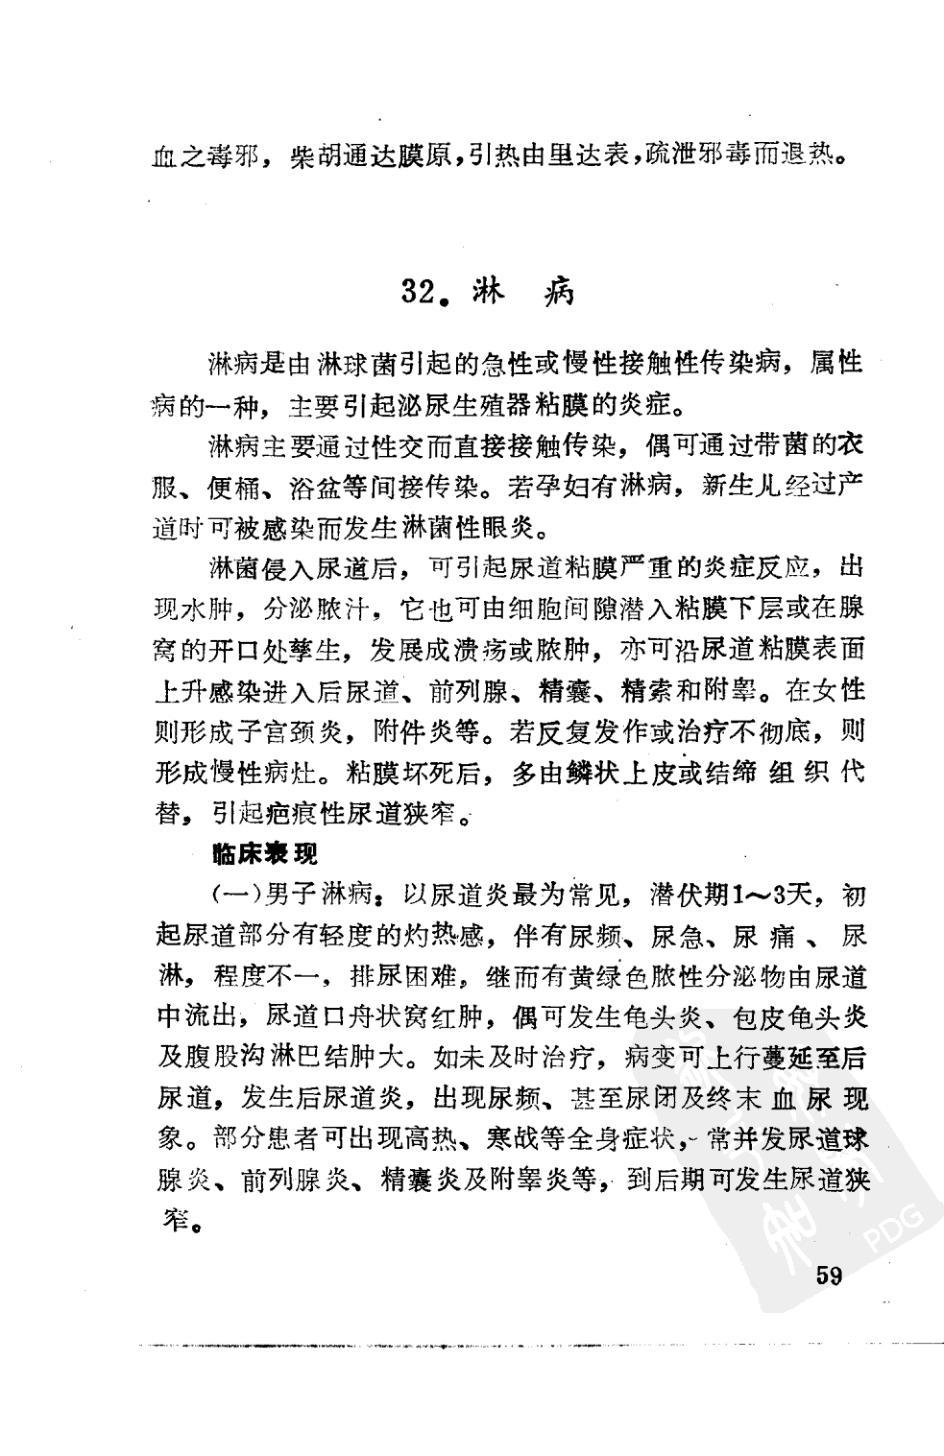 血之毒邪，柴胡通达膜原，引热由里达表，疏泄邪毒而退热。
32. 淋 病
淋病是由淋球菌引起的急性或慢性接触性传染病，属性
病的一种，主要引起泌尿生殖器粘膜的炎症。
淋病主要通过性交而直接接触传染，偶可通过带菌的衣
服、便桶、浴盆等间接传染。若孕妇有淋病，新生儿经过产
道时可被感染而发生淋菌性眼炎。
淋菌侵入尿道后，可引起尿道粘膜严重的炎症反应，出
现水肿，分泌脓汁，它也可由细胞间隙潜入粘膜下层或在腺
窝的开口处孳生，发展成溃疡或脓肿，亦可沿尿道粘膜表面
上升感染进入后尿道、前列腺、精囊、精索和附睾。在女性
则形成子宫颈炎，附件炎等。若反复发作或治疗不彻底，则
形成慢性病灶。粘膜坏死后，多由鳞状上皮或结缔组织代
替，引起疤痕性尿道狭窄。
临床表现
（一）男子淋病：以尿道炎最为常见，潜伏期1～3天，初
起尿道部分有轻度的灼热感，伴有尿频、尿急、尿痛、尿
淋，程度不一，排尿困难，继而有黄绿色脓性分泌物由尿道
中流出，尿道口舟状窝红肿，偶可发生龟头炎、包皮龟头炎
及腹股沟淋巴结肿大。如未及时治疗，病变可上行蔓延至后
尿道，发生后尿道炎，出现尿频、甚至尿闭及终末血尿现
象。部分患者可出现高热、寒战等全身症状，常并发尿道球
腺炎、前列腺炎、精囊炎及附睾炎等，到后期可发生尿道狭
窄。
PDG
59